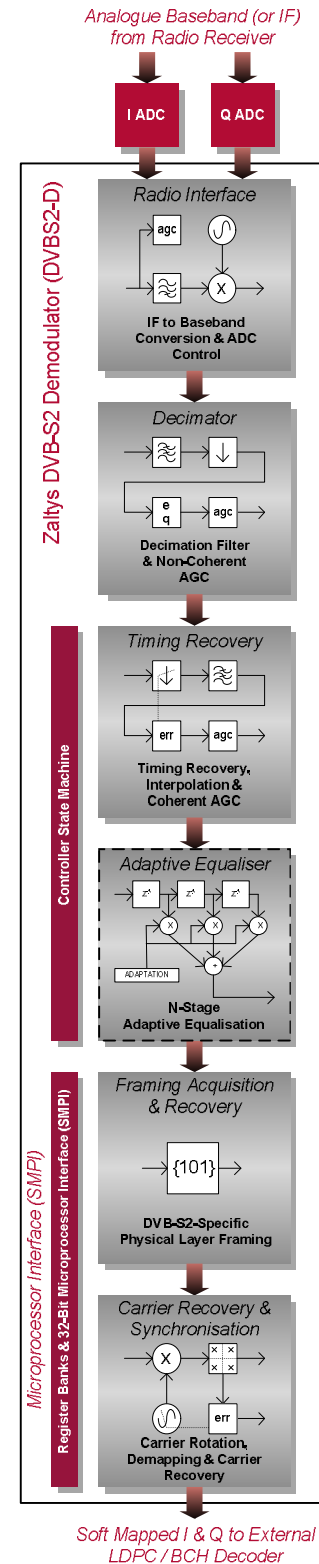 Analogue Baseband (or IF)
from Radio Receiver
I ADC
Q ADC
Zaltys DVB-S2 Demodulator (DVBS2-D)
Radio Interface
agc
X
IF to Baseband
Conversion & ADC
Control
Decimator
e
q
agc
Decimation Filter
& Non-Coherent
AGC
Controller State Machine
Timing Recovery
err
agc
Timing Recovery,
Interpolation &
Coherent AGC
Adaptive Equaliser
z⁻¹ z⁻¹ z⁻¹
X X X
ADAPTATION
+
N-Stage
Adaptive Equalisation
Microprocessor Interface (SMPI)
Register Banks & 32-Bit Microprocessor Interface (SMPI)
Framing Acquisition
& Recovery
{101}
DVB-S2-Specific
Physical Layer Framing
Carrier Recovery &
Synchronisation
X
× ×
× ×
err
Carrier Rotation,
Demapping & Carrier
Recovery
Soft Mapped I & Q to External
LDPC / BCH Decoder